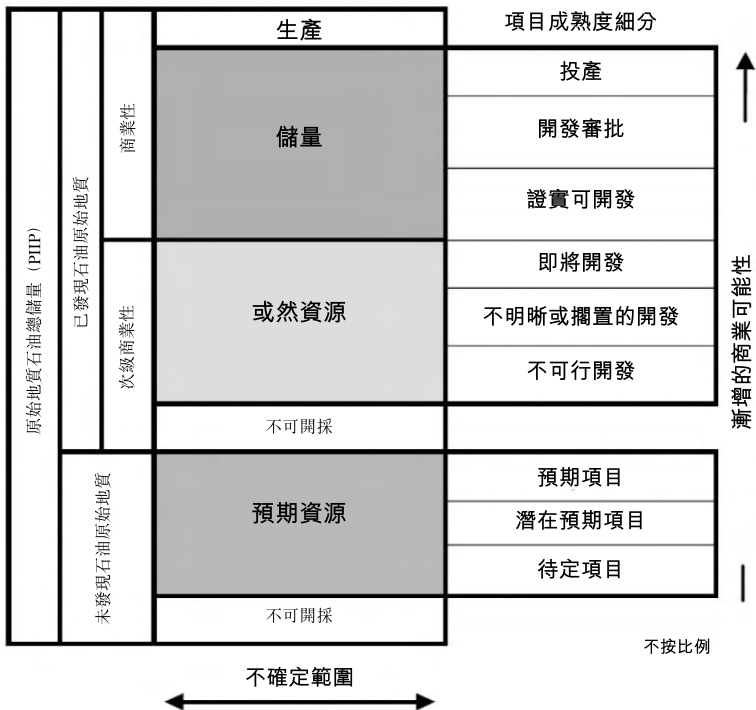 生產
項目成熟度細分
原始地質石油總儲量（PIIP）
已發現石油原始地質
商業性
儲量
投產
開發審批
證實可開發
次級商業性
或然資源
即將開發
不明晰或擱置的開發
不可行開發
不可開採
未發現石油原始地質
預期資源
預期項目
潛在預期項目
待定項目
不可開採
漸增的商業可能性
不按比例
不確定範圍